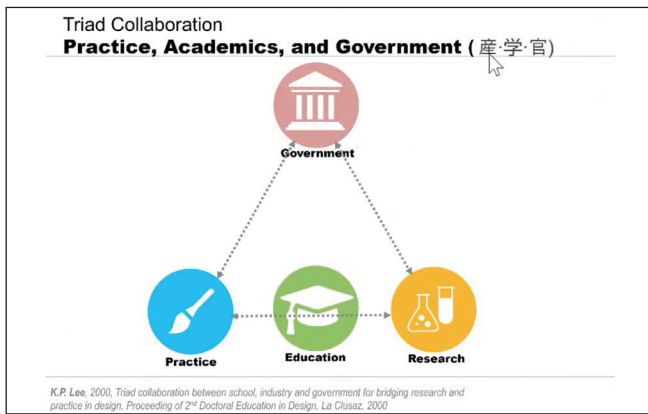 Triad Collaboration
Practice, Academics, and Government ( 産·学·官)
Government
Practice
Education
Research
K.P. Lee, 2000, Triad collaboration between school, industry and government for bridging research and
practice in design, Proceeding of 2nd Doctoral Education in Design, La Clusaz, 2000